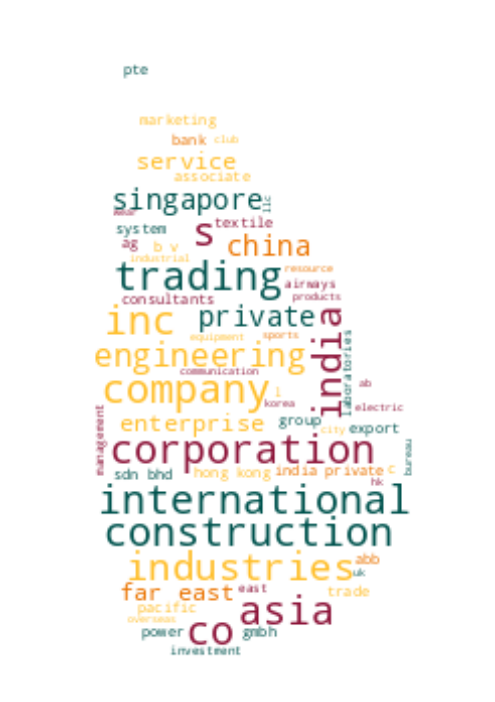 pte
marketing
bank club
service
associate
singapore llc
wear
system s textile
ag b v china
industrial
trading resource
airways
consultants products
inc private india
equipment sports
engineering laboratories
communication
company l ab
korea electric
enterprise group city export
management
corporation bureau
sdn bhd hong kong india private c
hk
international
construction
industries abb
uk
far east east trade
pacific asia
overseas
power co gmbh
investment